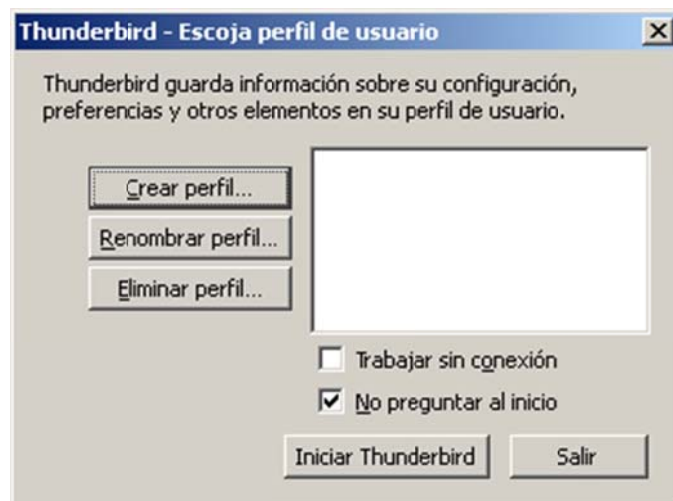 Thunderbird - Escoja perfil de usuario
Thunderbird guarda información sobre su configuración,
preferencias y otros elementos en su perfil de usuario.
Crear perfil...
Renombrar perfil...
Eliminar perfil...
Trabajar sin conexión
No preguntar al inicio
Iniciar Thunderbird
Salir